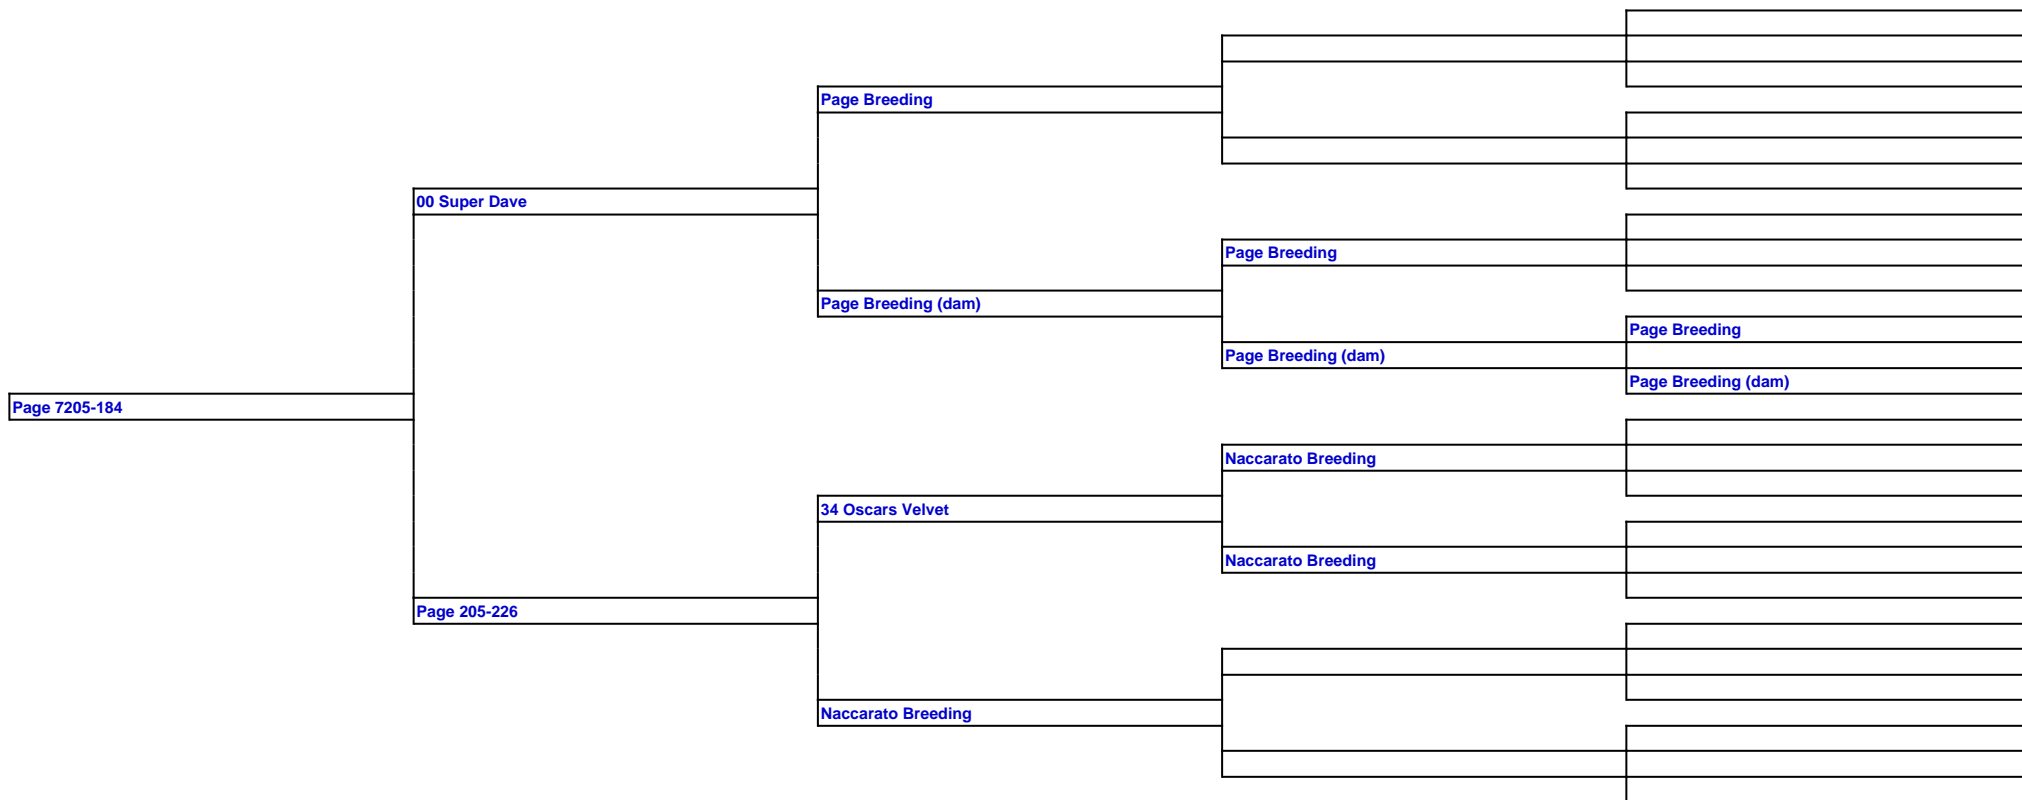 Page Breeding
00 Super Dave
Page Breeding
Page Breeding (dam)
Page Breeding
Page Breeding (dam)
Page Breeding (dam)
Page 7205-184
Naccarato Breeding
34 Oscars Velvet
Naccarato Breeding
Page 205-226
Naccarato Breeding